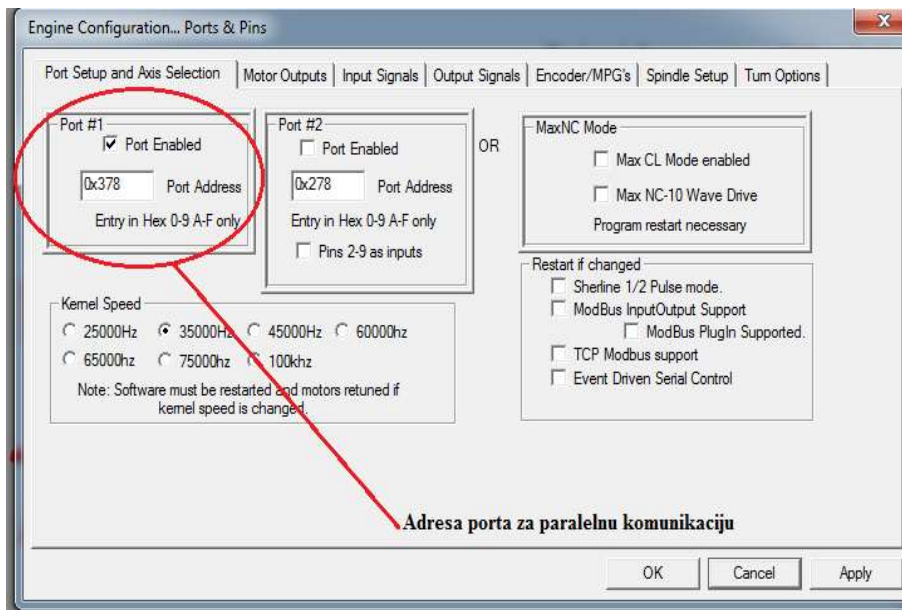 Engine Configuration... Ports & Pins
Port Setup and Axis Selection
Motor Outputs
Input Signals
Output Signals
Encoder/MPG's
Spindle Setup
Turn Options
Port #1
Port Enabled
0x378 Port Address
Entry in Hex 0-9 A-F only
Port #2
Port Enabled
0x278 Port Address
Entry in Hex 0-9 A-F only
Pins 2-9 as inputs
OR
MaxNC Mode
Max CL Mode enabled
Max NC-10 Wave Drive
Program restart necessary
Kernel Speed
25000Hz 35000Hz 45000Hz 60000hz
65000hz 75000hz 100khz
Note: Software must be restarted and motors retuned if
kernel speed is changed.
Restart if changed
Sherline 1/2 Pulse mode.
ModBus InputOutput Support
ModBus PlugIn Supported.
TCP Modbus support
Event Driven Serial Control
Adresa porta za paralelnu komunikaciju
OK
Cancel
Apply